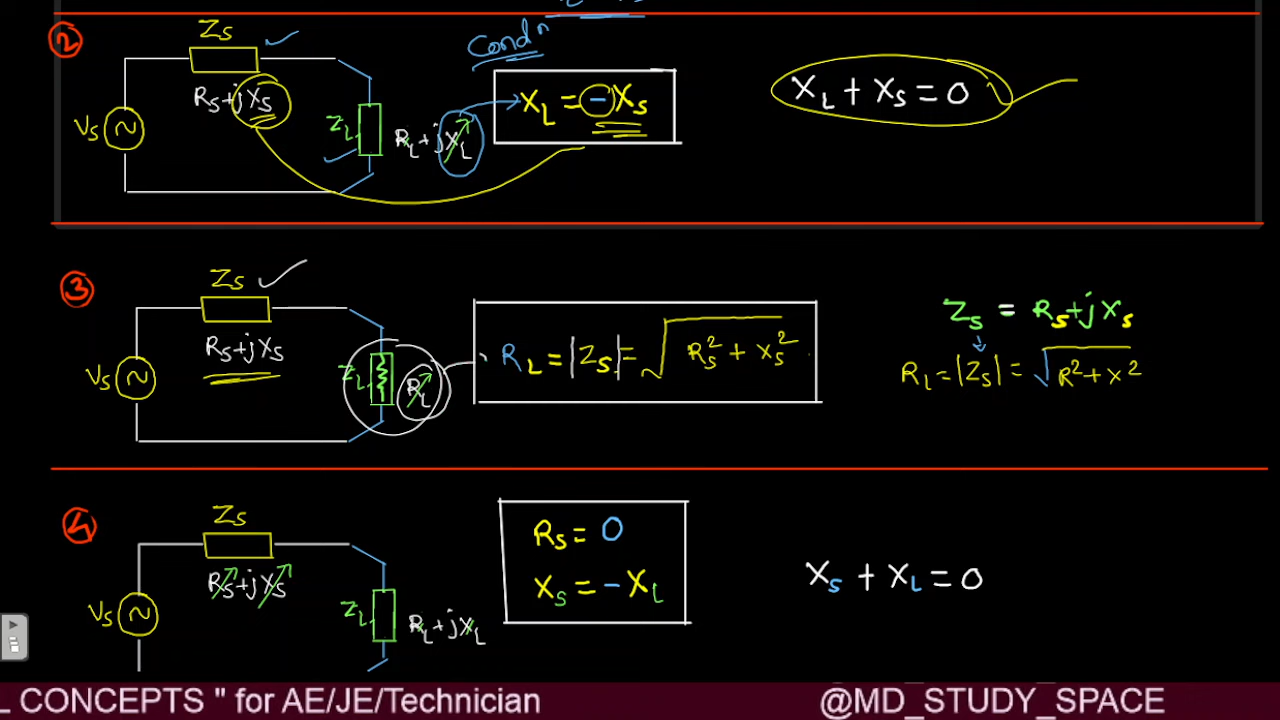 ②
Condⁿ
Zs
Rs+jXs
Vs
ZL
RL+jXL
XL = -Xs
XL + Xs = 0
③
Zs
Rs+jXs
Vs
ZL
RL
RL = |Zs| = √Rs² + Xs²
Zs = Rs+jXs
RL = |Zs| = √R² + X²
④
Zs
Rs+jXs
Vs
ZL
RL+jXL
Rs = 0
Xs = -XL
Xs + XL = 0
L CONCEPTS " for AE/JE/Technician
@MD_STUDY_SPACE